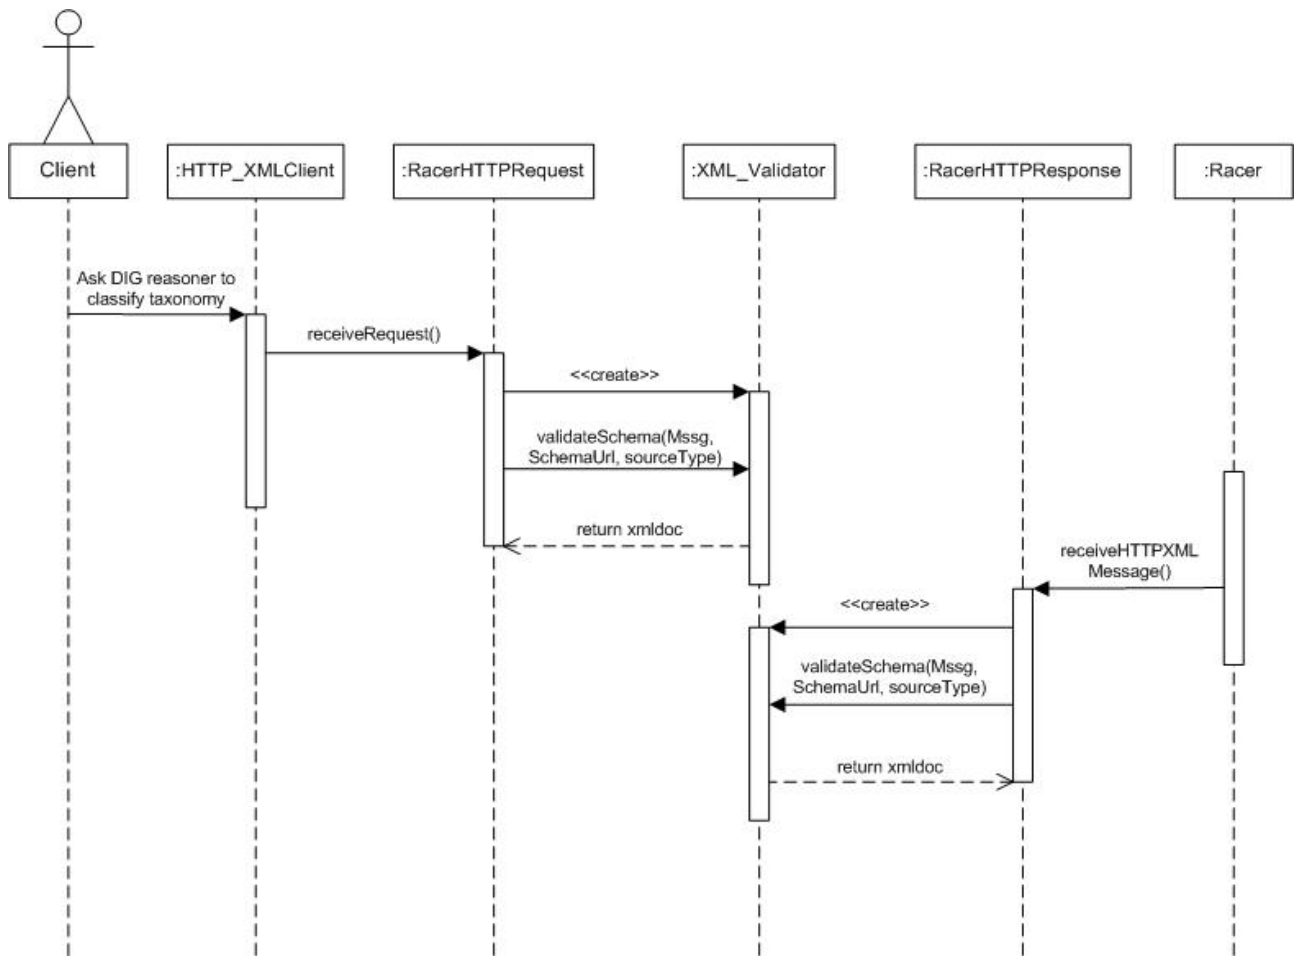 Client
:HTTP_XMLClient
:RacerHTTPRequest
:XML_Validator
:RacerHTTPResponse
:Racer
Ask DIG reasoner to
classify taxonomy
receiveRequest()
<<create>>
validateSchema(Mssg,
SchemaUrl, sourceType)
return xmldoc
receiveHTTPXML
Message()
<<create>>
validateSchema(Mssg,
SchemaUrl, sourceType)
return xmldoc